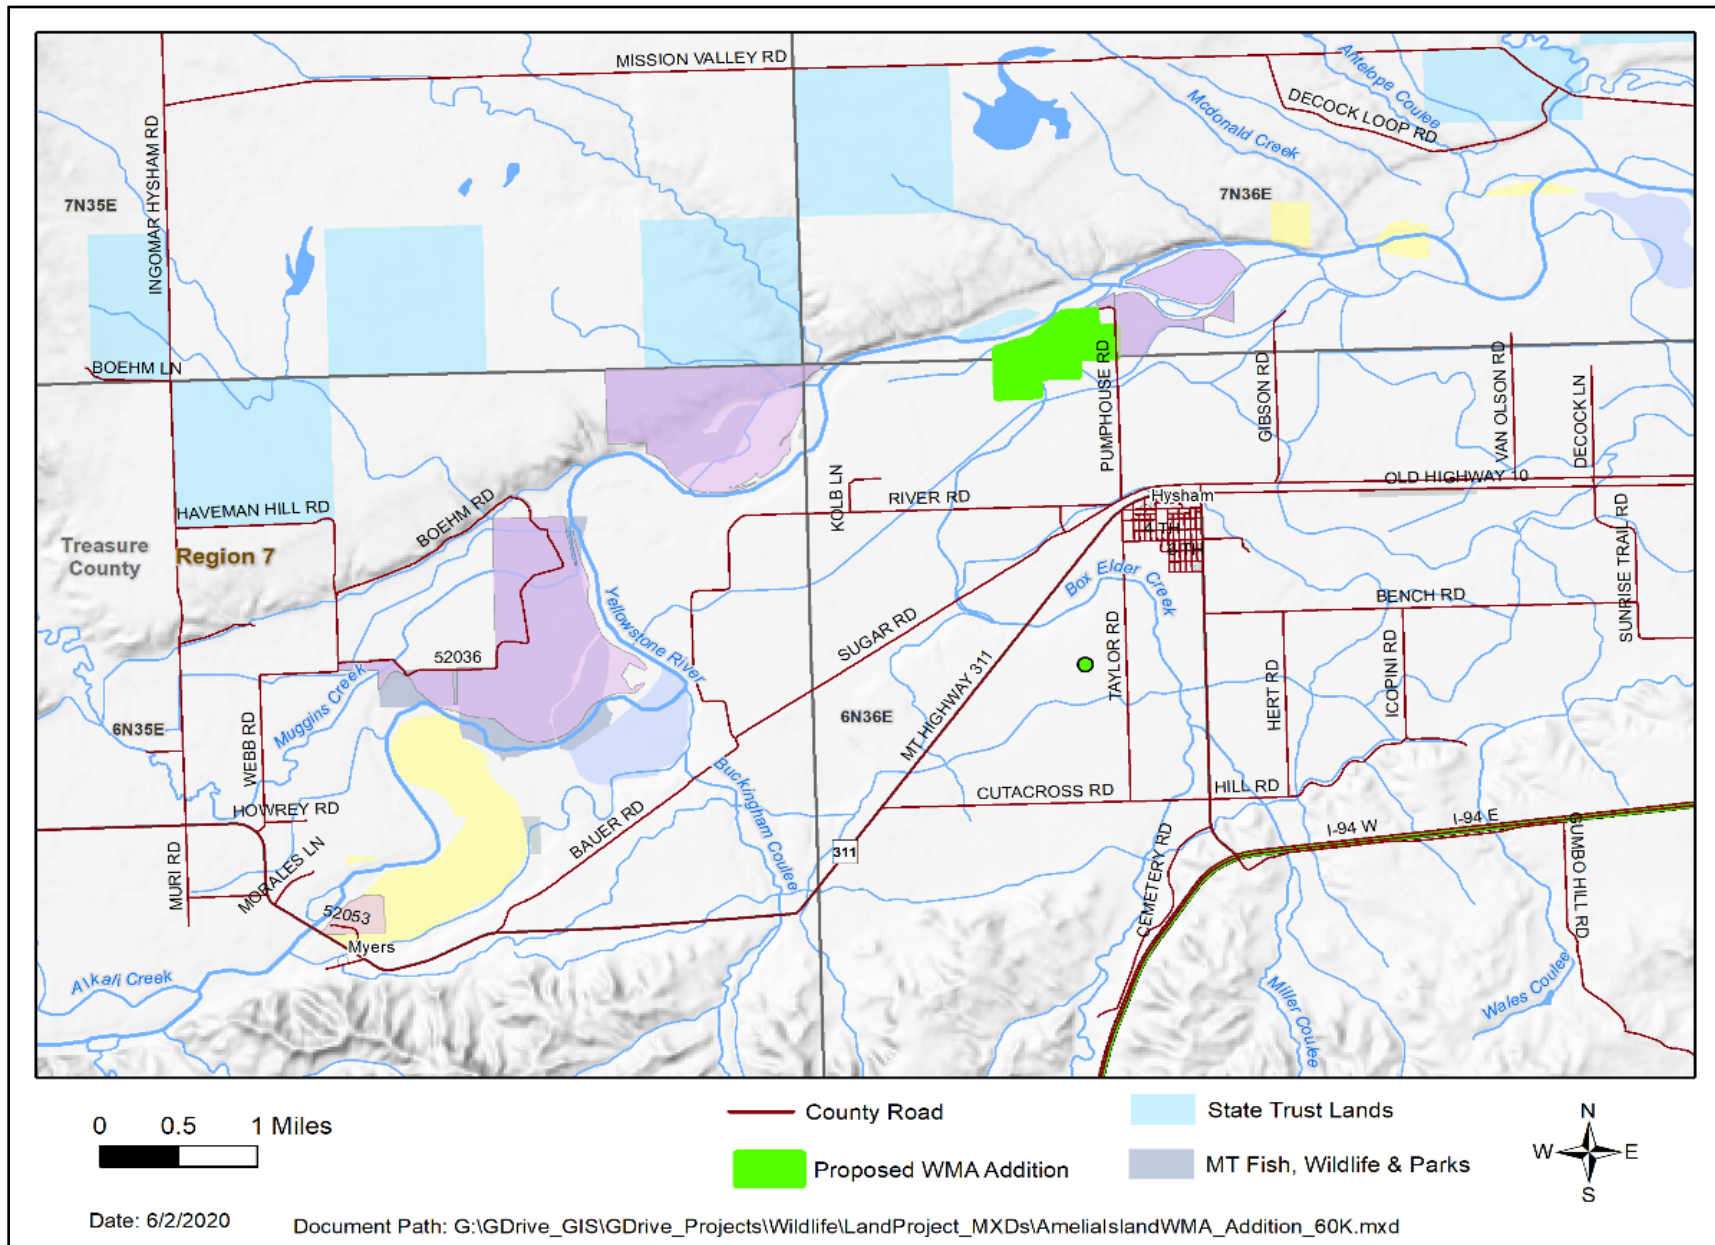 MISSION VALLEY RD
Antelope Coulee
DECOCK LOOP RD
Mcdonald Creek
INGOMAR HYSHAM RD
7N35E
7N36E
BOEHM LN
PUMPHOUSE RD
GIBSON RD
VAN OLSON RD
DECOCK LN
KOLB LN
RIVER RD
OLD HIGHWAY 10
Hysham
HAVEMAN HILL RD
BOEHM RD
4 TH
Treasure
County
Region 7
Yellowstone River
SUGAR RD
Box Elder Creek
BENCH RD
SUNRISE TRAIL RD
TAYLOR RD
52036
Muggins Creek
HERT RD
ICOPINI RD
6N35E
6N36E
MT HIGHWAY 311
WEBB RD
Buckingham Coulee
CUTACROSS RD
HILL RD
HOWREY RD
BAUER RD
I-94 W
I-94 E
311
MURI RD
MORALES LN
CEMETERY RD
GUMBO HILL RD
52053
Myers
Alkali Creek
Miller Coulee
Wales Coulee
0 0.5 1 Miles
County Road
State Trust Lands
Proposed WMA Addition
MT Fish, Wildlife & Parks
N
W E
S
Date: 6/2/2020
Document Path: G:\GDrive_GIS\GDrive_Projects\Wildlife\LandProject_MXDs\AmeliaIslandWMA_Addition_60K.mxd